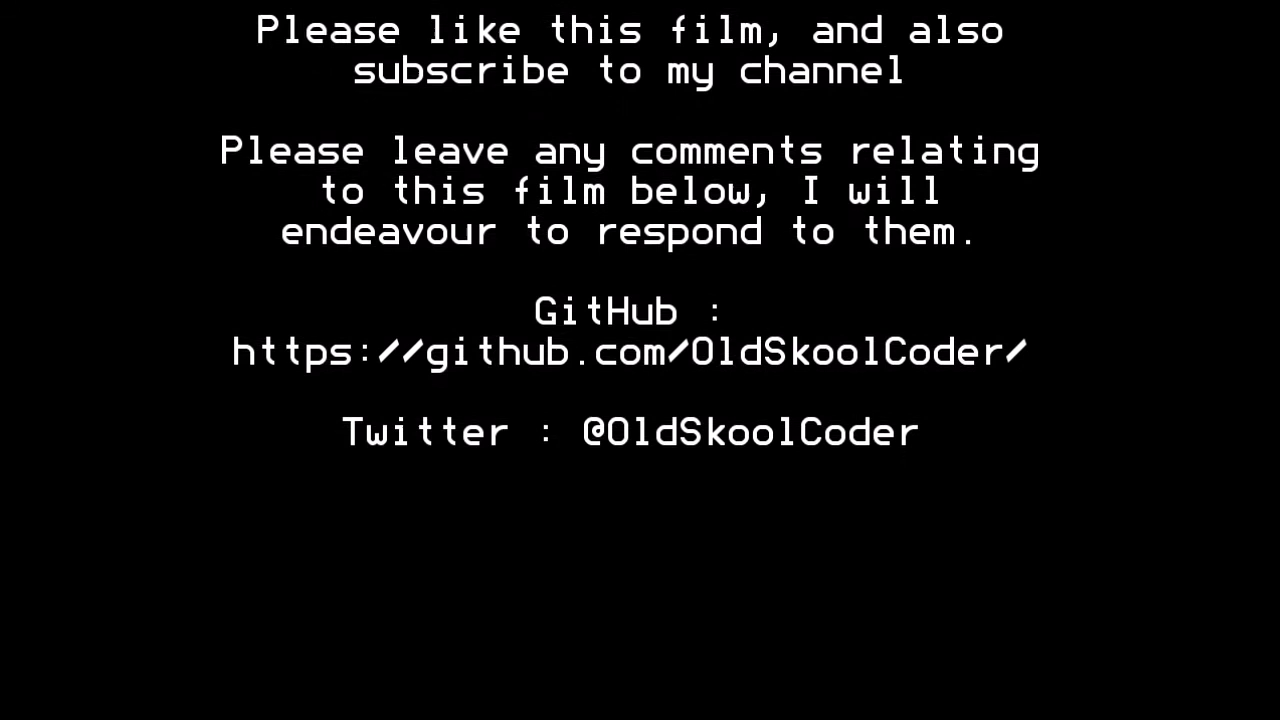 Please like this film, and also
subscribe to my channel
Please leave any comments relating
to this film below, I will
endeavour to respond to them.
GitHub :
https://github.com/OldSkoolCoder/
Twitter : @OldSkoolCoder